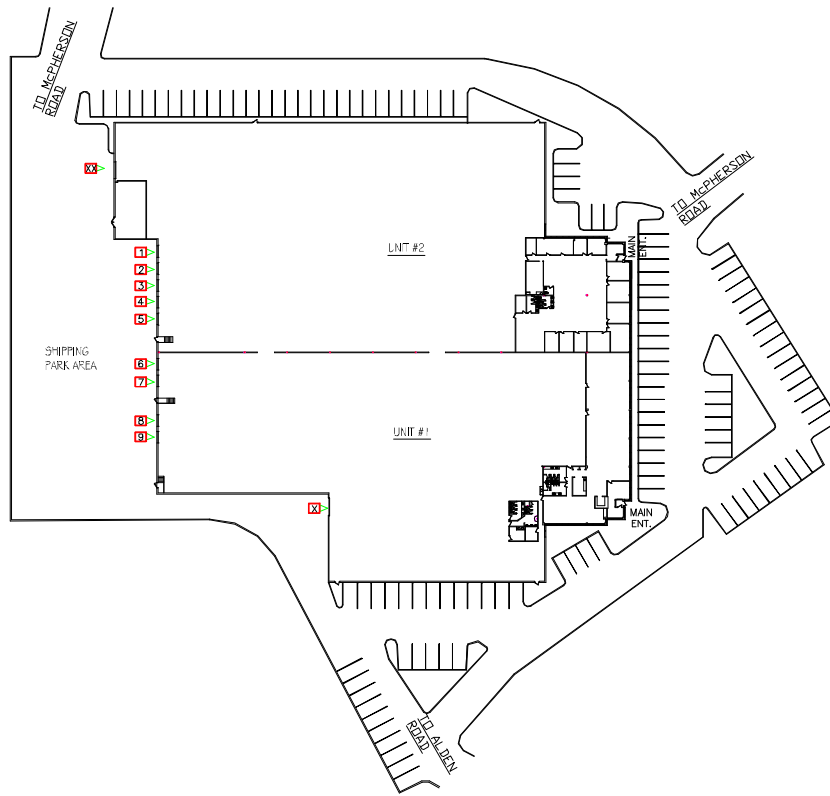 TO McPHERSON
ROAD
TO McPHERSON
ROAD
XX
MAIN
ENT.
UNIT #2
1
2
3
4
5
SHIPPING
PARK AREA
6
7
8
9
UNIT #1
X
MAIN
ENT.
TO ALDEN
ROAD